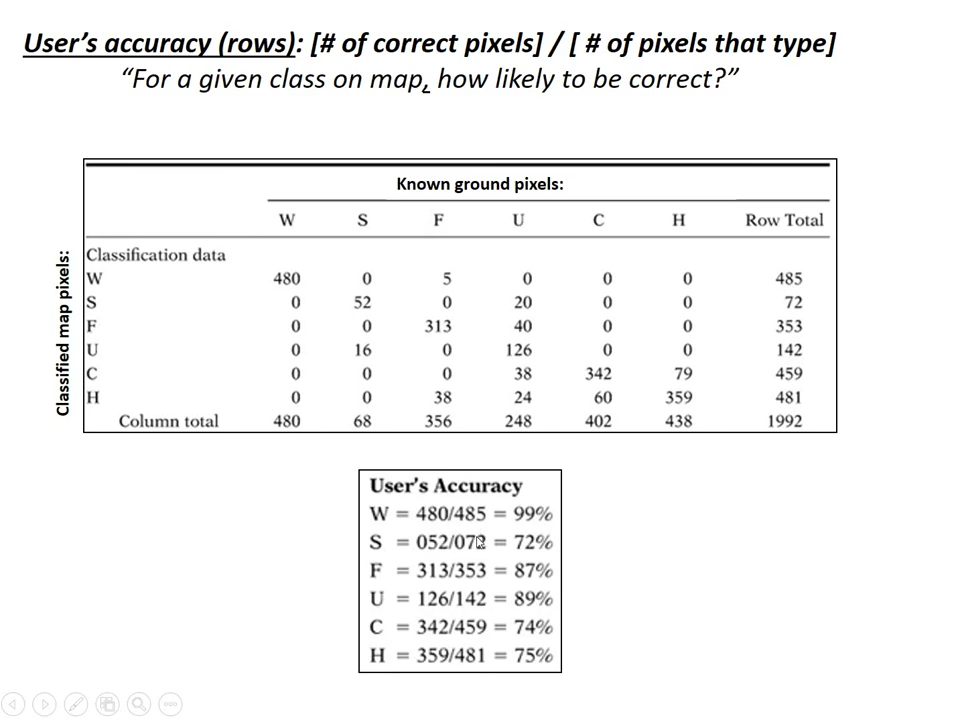 User's accuracy (rows): [# of correct pixels] / [ # of pixels that type]
“For a given class on map, how likely to be correct?”
Known ground pixels:
W S F U C H Row Total
Classified map pixels:
Classification data
W 480 0 5 0 0 0 485
S 0 52 0 20 0 0 72
F 0 0 313 40 0 0 353
U 0 16 0 126 0 0 142
C 0 0 0 38 342 79 459
H 0 0 38 24 60 359 481
Column total 480 68 356 248 402 438 1992
User's Accuracy
W = 480/485 = 99%
S = 052/072 = 72%
F = 313/353 = 87%
U = 126/142 = 89%
C = 342/459 = 74%
H = 359/481 = 75%